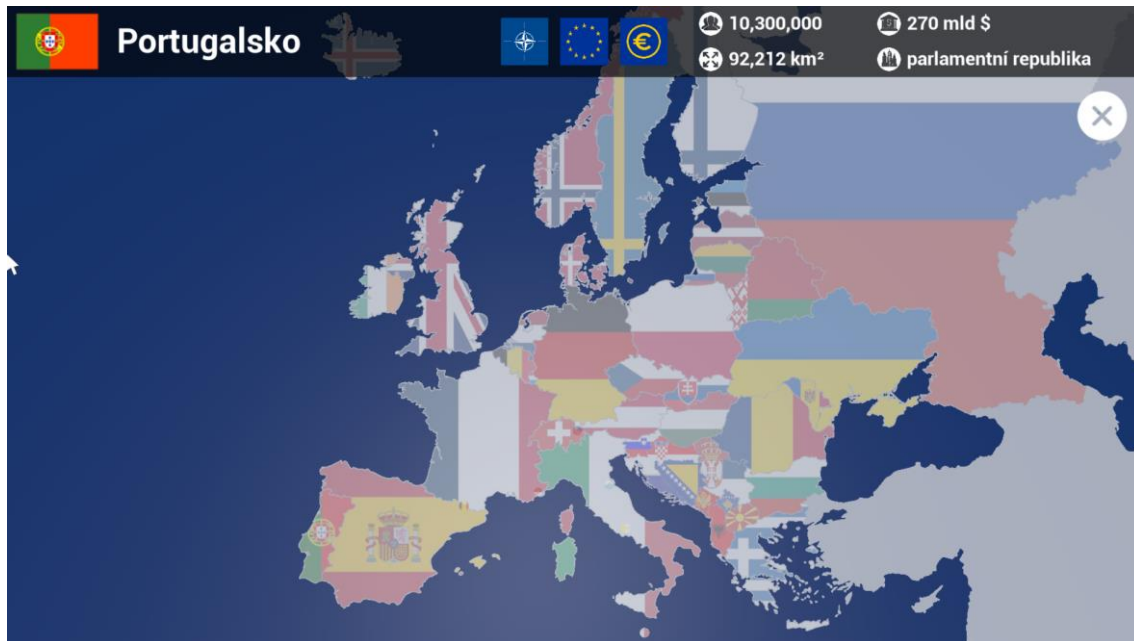 Portugalsko
10,300,000
270 mld $
92,212 km²
parlamentní republika